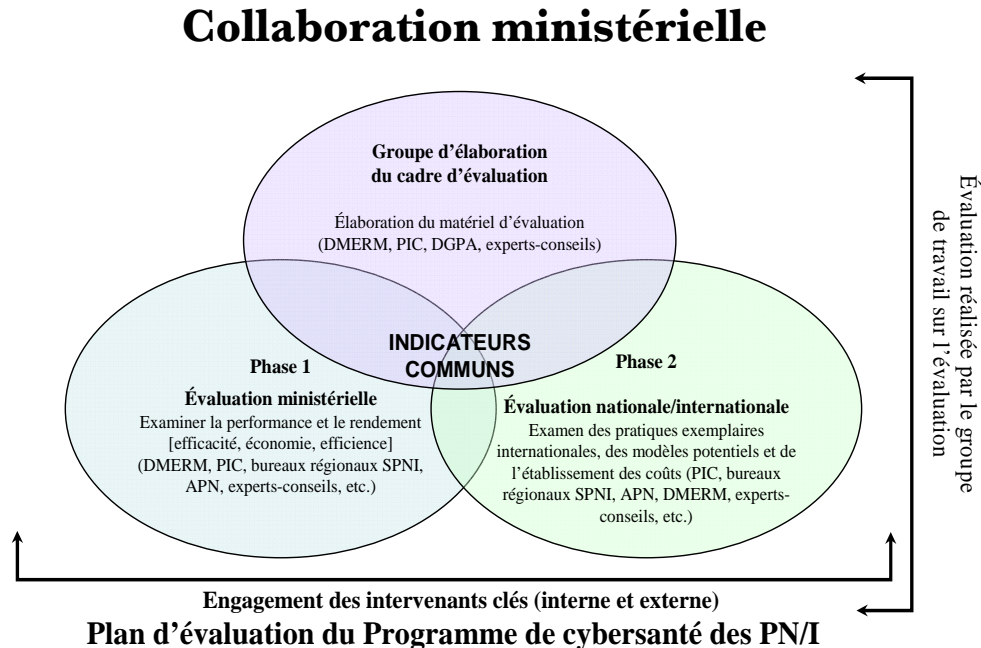 Collaboration ministérielle
Groupe d'élaboration
du cadre d'évaluation
Élaboration du matériel d'évaluation
(DMERM, PIC, DGPA, experts-conseils)
INDICATEURS
COMMUNS
Phase 1
Évaluation ministérielle
Examiner la performance et le rendement
[efficacité, économie, efficience]
(DMERM, PIC, bureaux régionaux SPNI,
APN, experts-conseils, etc.)
Phase 2
Évaluation nationale/internationale
Examen des pratiques exemplaires
internationales, des modèles potentiels et de
l'établissement des coûts (PIC, bureaux
régionaux SPNI, APN, DMERM, experts-
conseils, etc.)
Évaluation réalisée par le groupe
de travail sur l'évaluation
Engagement des intervenants clés (interne et externe)
Plan d'évaluation du Programme de cybersanté des PN/I